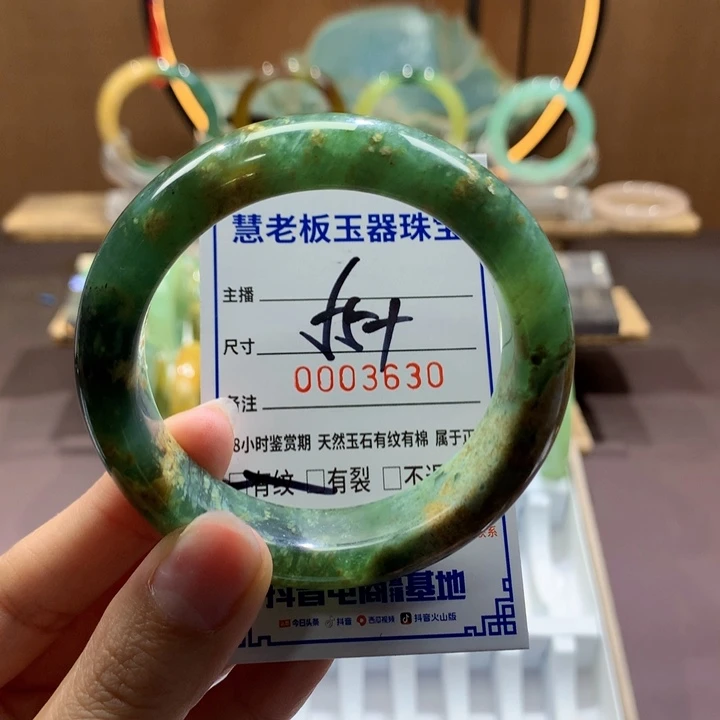 慧老板玉器珠宝
主播
尺寸
0003630
备注
8小时鉴赏期 天然玉石有纹有棉 属于正
□有纹 □有裂 □不退
抖音电商直播基地
今日头条 抖音 西瓜视频 抖音火山版